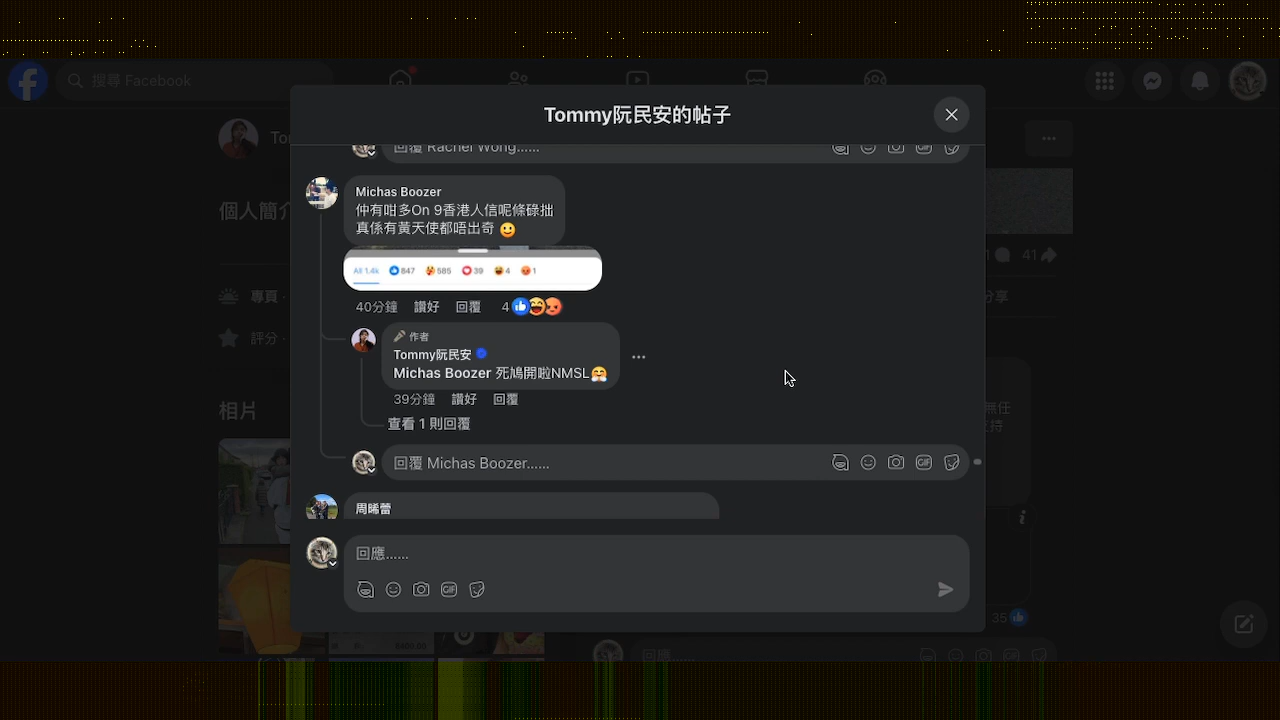 搜尋 Facebook
Tommy阮民安的帖子
回覆 Rachel Wong......
個人簡介
Michas Boozer
仲有咁多On 9香港人信呢條碌拙
真係有黃天使都唔出奇
All 1.4k 847 585 39 4 1
41
40分鐘 讚好 回覆 4
專頁 ·
分享
評分 ·
作者
Tommy阮民安
Michas Boozer 死鳩開啦NMSL
39分鐘 讚好 回覆
查看 1 則回覆
相片
回覆 Michas Boozer...... GIF
周晞蕾
回應......
GIF
35
回應......